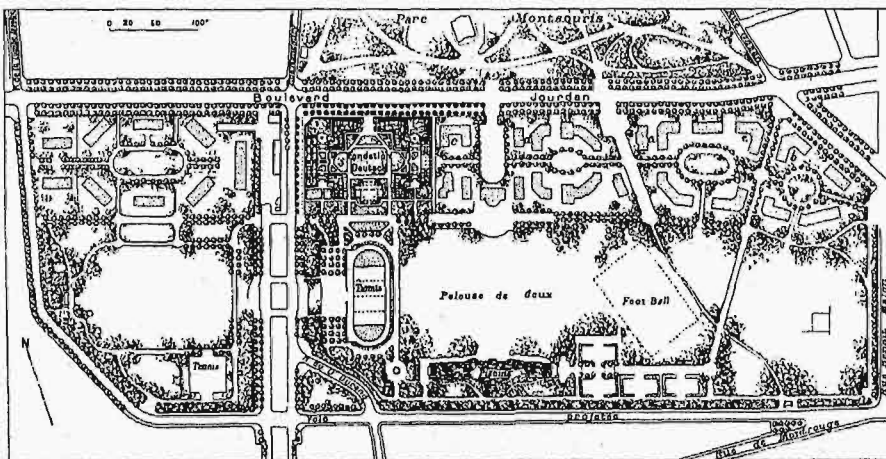 0 20 50 100m
Parc Montsouris
Boulevard Jourdan
Fondation
Deutsch
Tennis
Pelouse de Jeux
Foot Ball
N
Tennis
Voie projetée
Rue de Montrouge